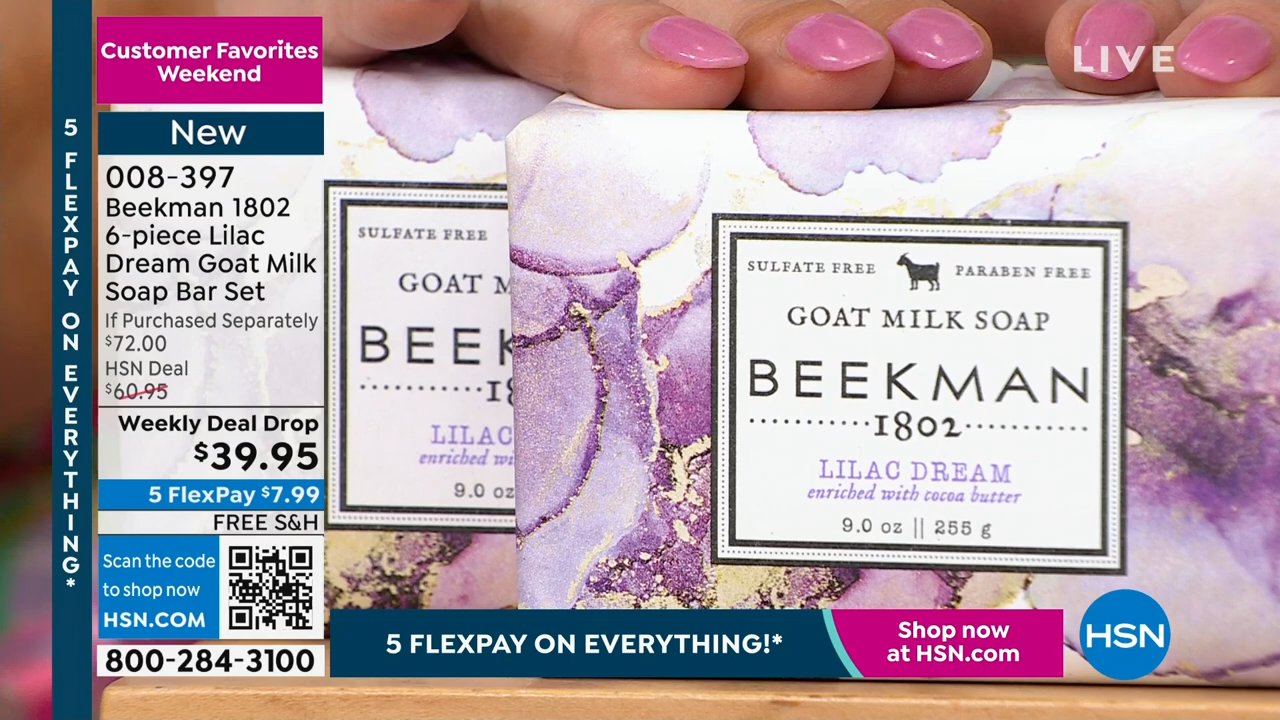 5 FLEXPAY ON EVERYTHING*
Customer Favorites
Weekend
New
008-397
Beekman 1802
6-piece Lilac
Dream Goat Milk
Soap Bar Set
If Purchased Separately
$72.00
HSN Deal
$60.95
Weekly Deal Drop
$39.95
5 FlexPay $7.99
FREE S&H
Scan the code
to shop now
HSN.COM
800-284-3100
LIVE
SULFATE FREE
GOAT M
BEEK
18
LILAC
enriched wi
9.0 oz
SULFATE FREE PARABEN FREE
GOAT MILK SOAP
BEEKMAN
1802
LILAC DREAM
enriched with cocoa butter
9.0 oz || 255 g
5 FLEXPAY ON EVERYTHING!*
Shop now
at HSN.com
HSN